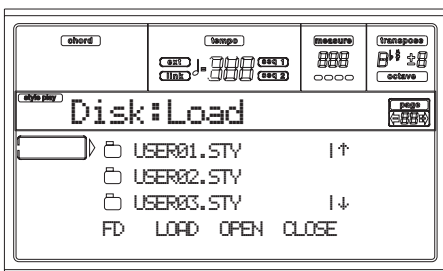 chord tempo measure transpose
ext seq 1
link seq 2
octave
style play
Disk:Load
page
USER01.STY
USER02.STY
USER03.STY
FD LOAD OPEN CLOSE